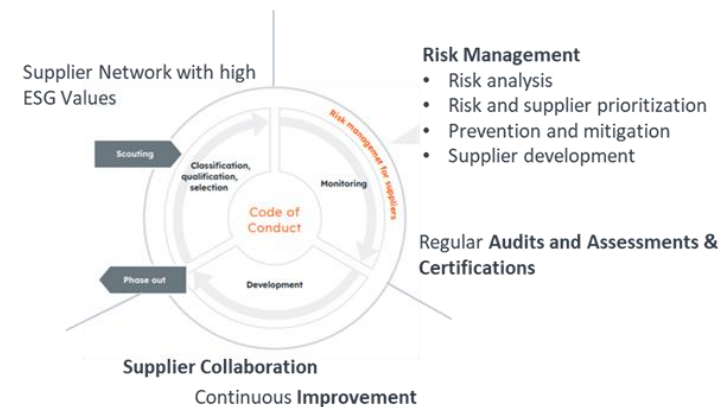 Supplier Network with high
ESG Values
Risk Management
• Risk analysis
• Risk and supplier prioritization
• Prevention and mitigation
• Supplier development
Scouting
Classification,
qualification,
selection
Risk managemet for suppliers
Monitoring
Code of
Conduct
Regular Audits and Assessments &
Certifications
Phase out
Development
Supplier Collaboration
Continuous Improvement